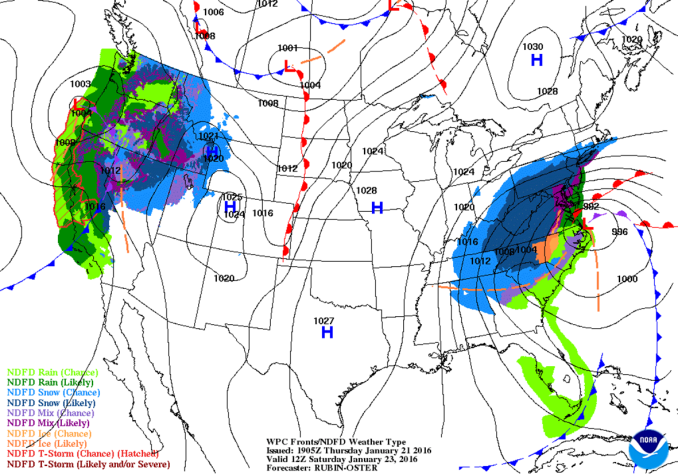 1012
1006
1008
1001
1004
1008
1030
1028
1020
1003
1004
1008
1012
1016
1021
1020
1025
1024
1016
1012
1020
1024
1028
1024
1020
1016
1012
1008
1004
992
996
1000
1020
1027
L
L
L
L
L
H
H
H
H
H
NDFD Rain (Chance)
NDFD Rain (Likely)
NDFD Snow (Chance)
NDFD Snow (Likely)
NDFD Mix (Chance)
NDFD Mix (Likely)
NDFD Ice (Chance)
NDFD Ice (Likely)
NDFD T-Storm (Chance) (Hatched)
NDFD T-Storm (Likely and/or Severe)
WPC Fronts/NDFD Weather Type
Issued: 1905Z Thursday January 21 2016
Valid 12Z Saturday January 23, 2016
Forecaster: RUBIN-OSTER
NOAA